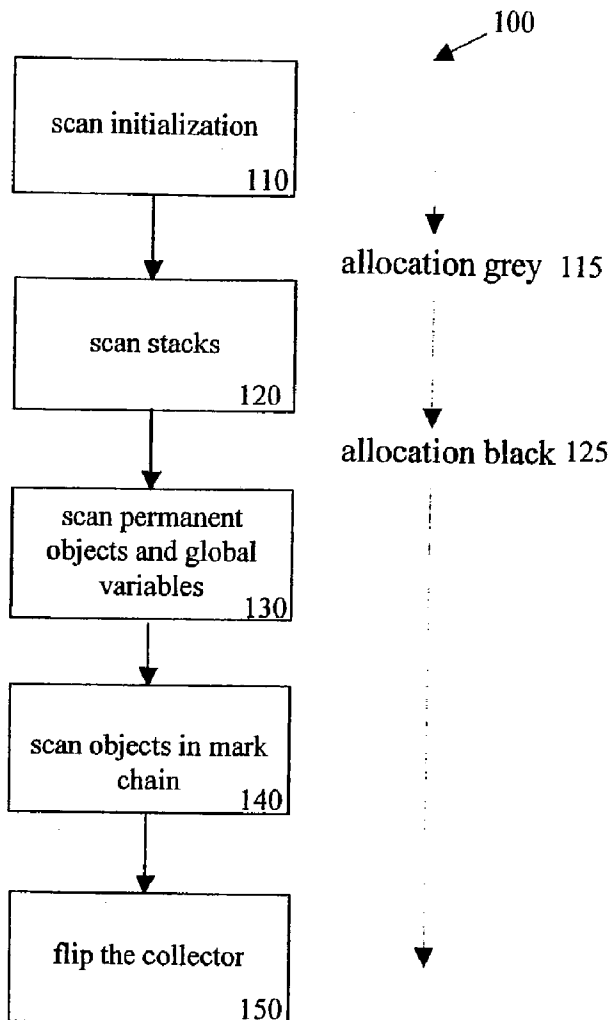 100
scan initialization
110
allocation grey 115
scan stacks
120
allocation black 125
scan permanent
objects and global
variables
130
scan objects in mark
chain
140
flip the collector
150